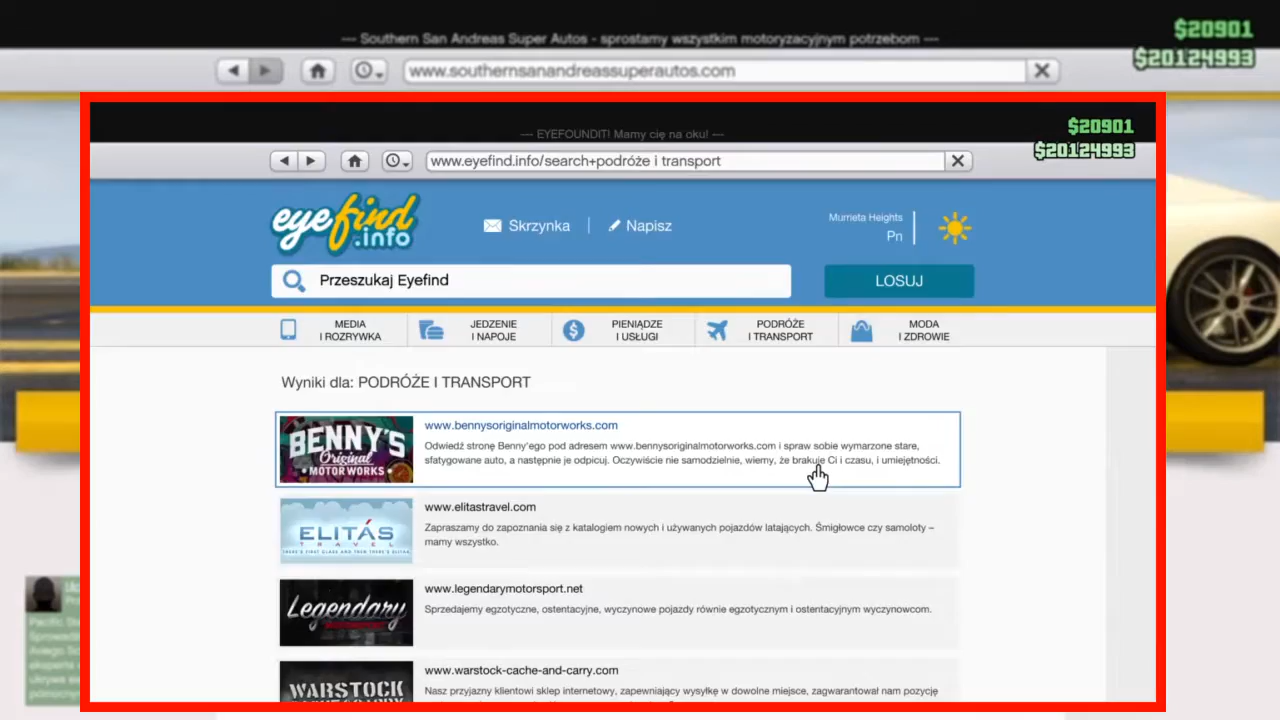 --- Southern San Andreas Super Autos - sprostamy wszystkim motoryzacyjnym potrzebom ---
$20901
$20124993
www.southernsanandreassuperautos.com
--- EYEFOUNDIT! Mamy cię na oku! ---
$20901
$20124993
www.eyefind.info/search+podróże i transport
eyefind.info
Skrzynka
Napisz
Murrieta Heights
Pn
Przeszukaj Eyefind
LOSUJ
MEDIA
I ROZRYWKA
JEDZENIE
I NAPOJE
PIENIĄDZE
I USŁUGI
PODRÓŻE
I TRANSPORT
MODA
I ZDROWIE
Wyniki dla: PODRÓŻE I TRANSPORT
BENNY'S
Original
MOTOR WORKS
www.bennysoriginalmotorworks.com
Odwiedź stronę Benny'ego pod adresem www.bennysoriginalmotorworks.com i spraw sobie wymarzone stare,
sfatygowane auto, a następnie je odpicuj. Oczywiście nie samodzielnie, wiemy, że brakuje Ci i czasu, i umiejętności.
ELITÁS
TRAVEL
THERE'S FIRST CLASS AND THEN THERE'S ELITAS
www.elitastravel.com
Zapraszamy do zapoznania się z katalogiem nowych i używanych pojazdów latających. Śmigłowce czy samoloty –
mamy wszystko.
Legendary
www.legendarymotorsport.net
Sprzedajemy egzotyczne, ostentacyjne, wyczynowe pojazdy równie egzotycznym i ostentacyjnym wyczynowcom.
WARSTOCK
www.warstock-cache-and-carry.com
Nasz przyjazny klientowi sklep internetowy, zapewniający wysyłkę w dowolne miejsce, zagwarantował nam pozycję